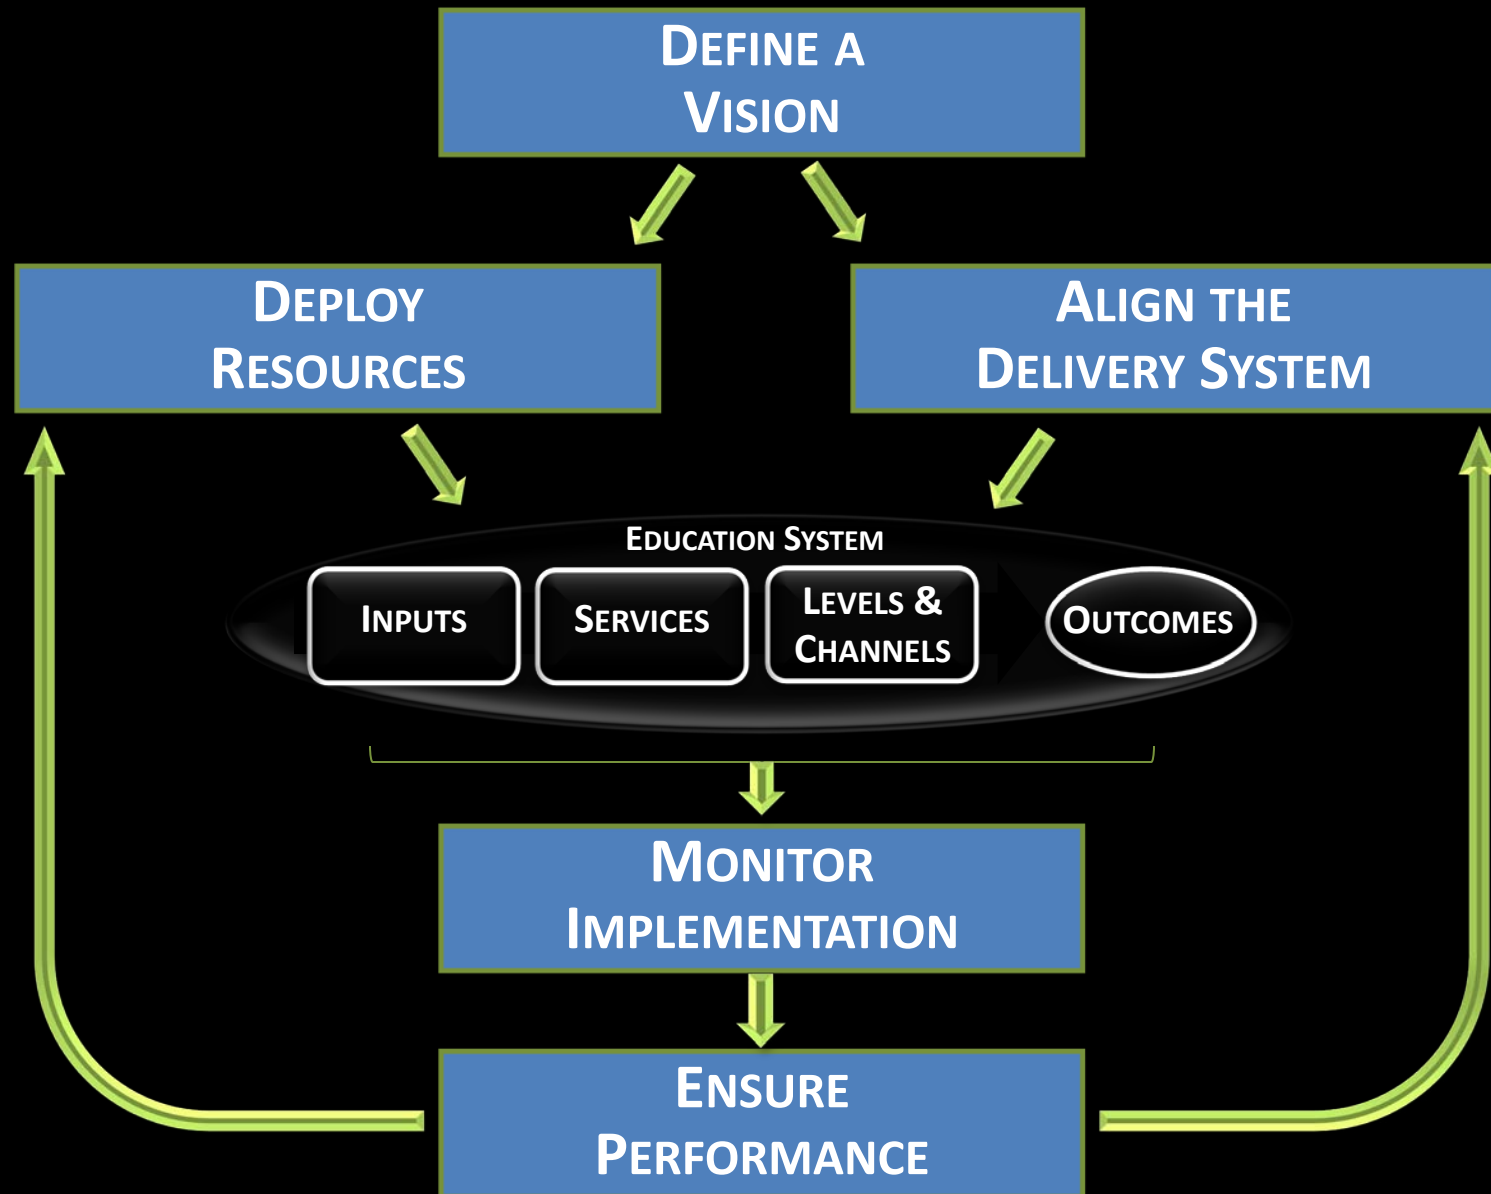 DEFINE A
VISION
DEPLOY
RESOURCES
ALIGN THE
DELIVERY SYSTEM
EDUCATION SYSTEM
INPUTS
SERVICES
LEVELS &
CHANNELS
OUTCOMES
MONITOR
IMPLEMENTATION
ENSURE
PERFORMANCE